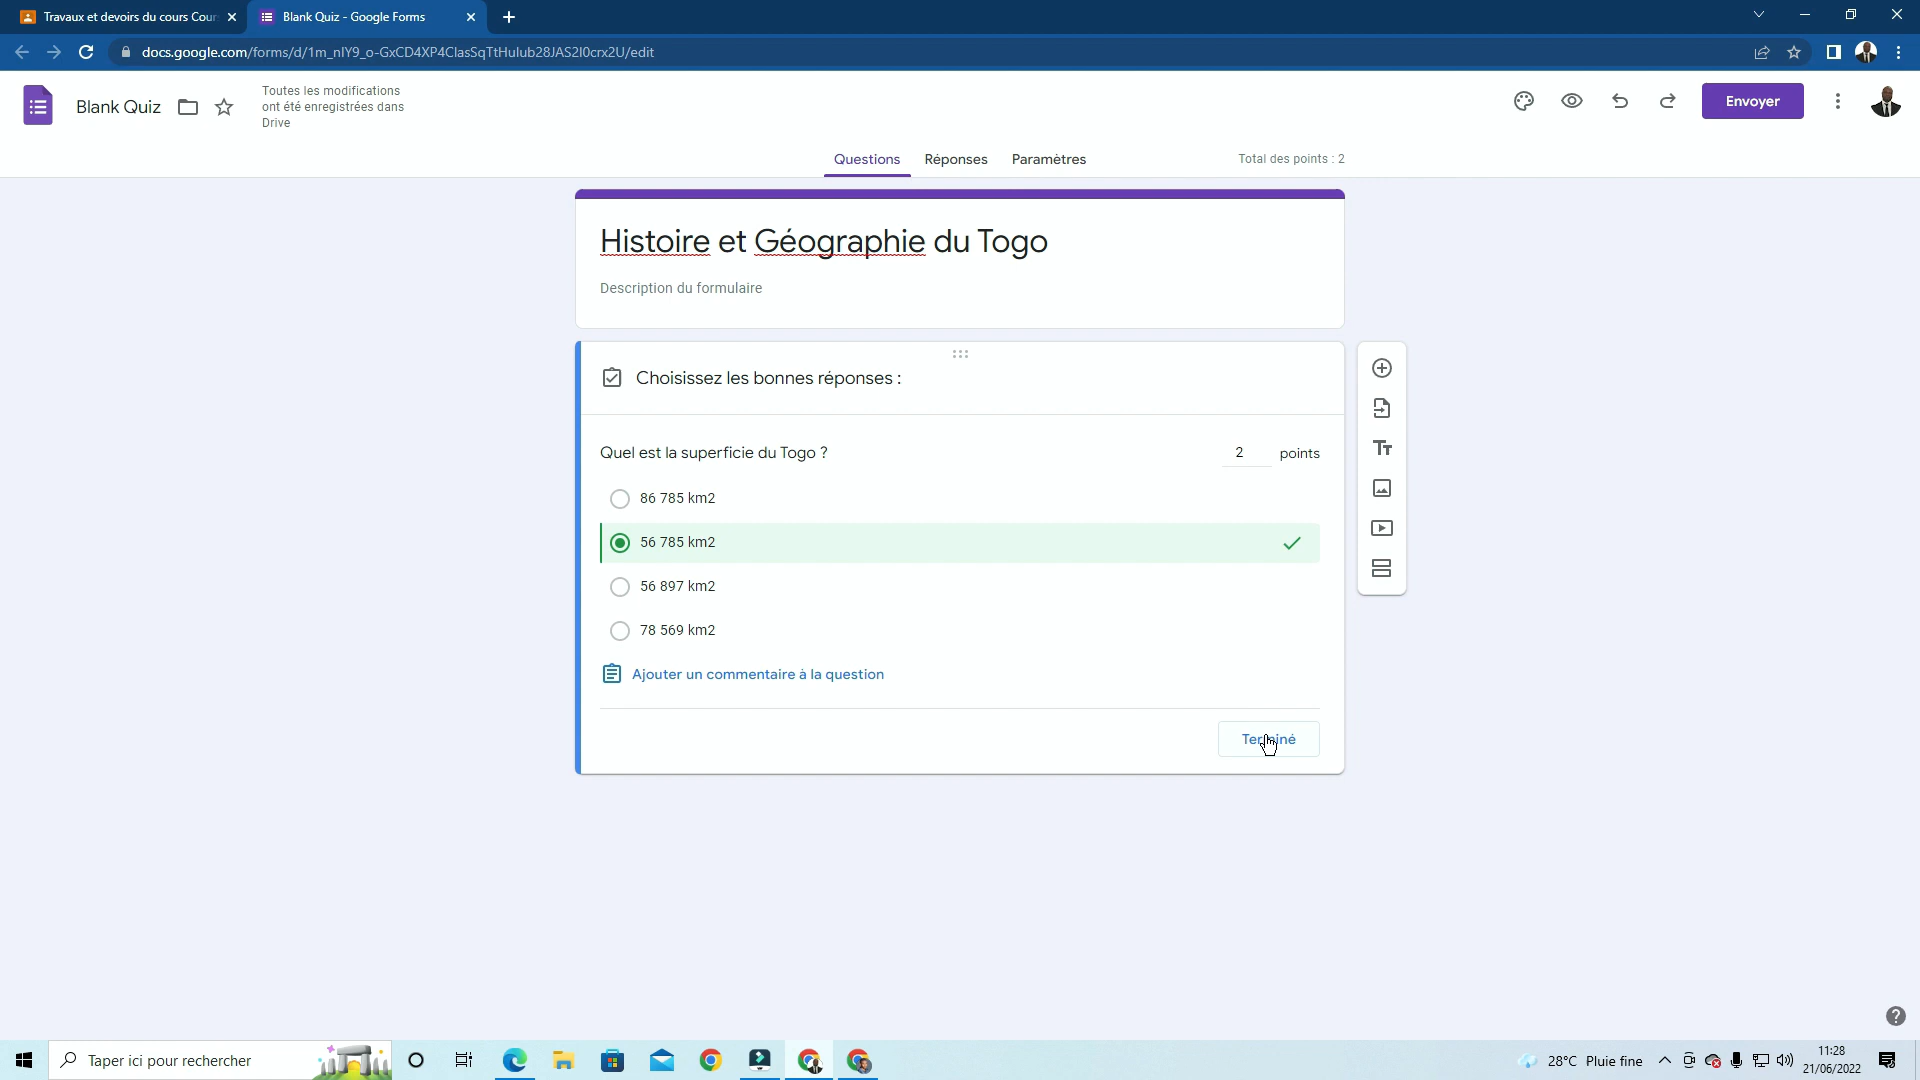 Travaux et devoirs du cours Cour
Blank Quiz - Google Forms
docs.google.com/forms/d/1m_nIY9_o-GxCD4XP4ClasSqTtHulub28JAS2I0crx2U/edit
Blank Quiz
Toutes les modifications
ont été enregistrées dans
Drive
Envoyer
Questions
Réponses
Paramètres
Total des points : 2
Histoire et Géographie du Togo
Description du formulaire
Choisissez les bonnes réponses :
Quel est la superficie du Togo ?
2 points
86 785 km2
56 785 km2
56 897 km2
78 569 km2
Ajouter un commentaire à la question
Terminé
Taper ici pour rechercher
28°C Pluie fine
11:28
21/06/2022